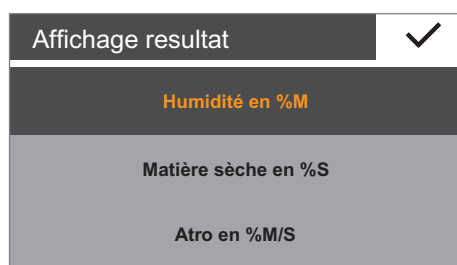 Affichage resultat
Humidité en %M
Matière sèche en %S
Atro en %M/S